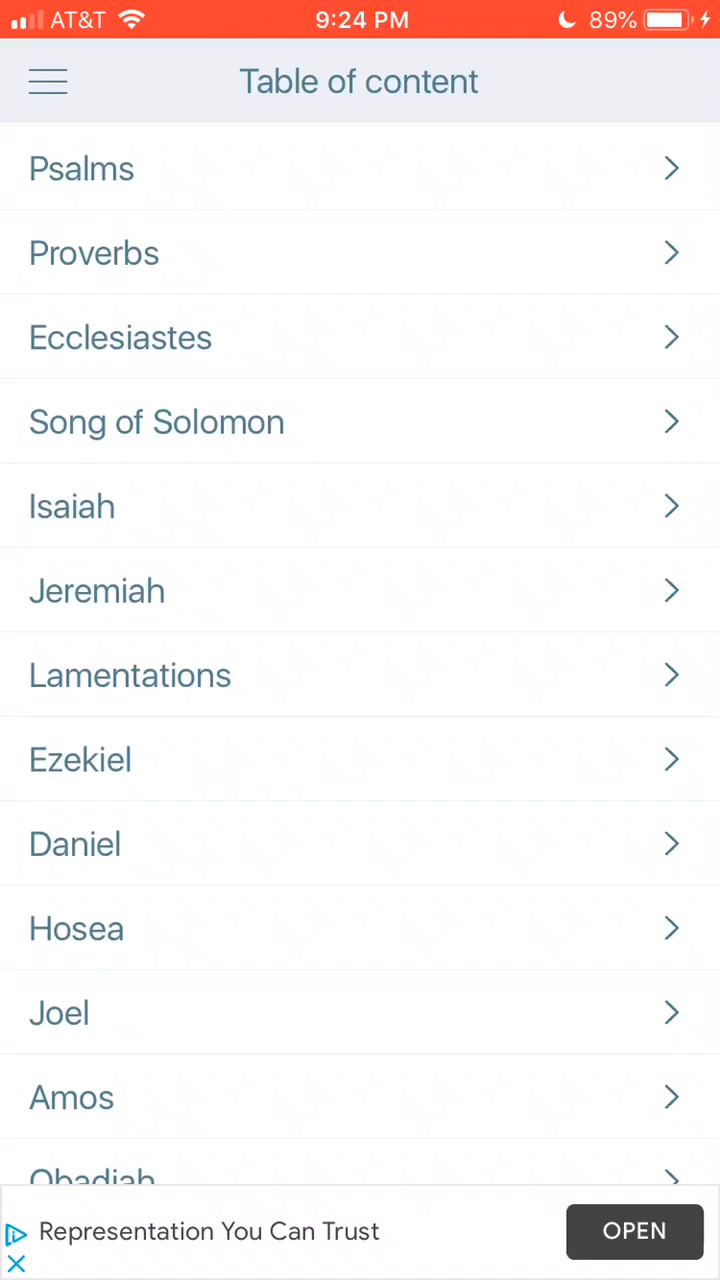 AT&T 9:24 PM 89%
Table of content
Psalms
Proverbs
Ecclesiastes
Song of Solomon
Isaiah
Jeremiah
Lamentations
Ezekiel
Daniel
Hosea
Joel
Amos
Obadiah
Representation You Can Trust
OPEN